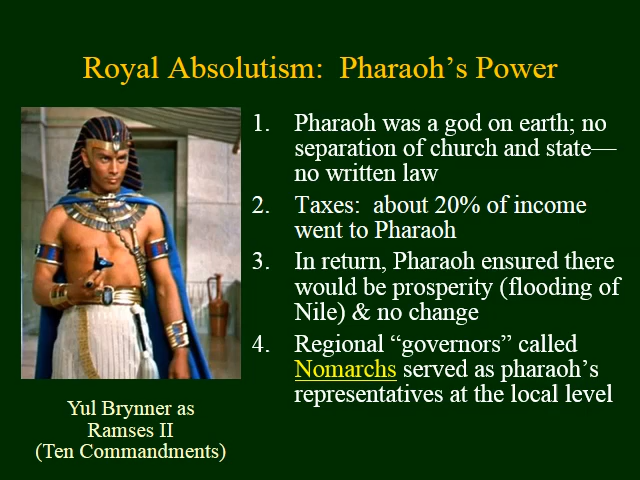 Royal Absolutism:  Pharaoh’s Power
1. Pharaoh was a god on earth; no
separation of church and state—
no written law
2. Taxes:  about 20% of income
went to Pharaoh
3. In return, Pharaoh ensured there
would be prosperity (flooding of
Nile) & no change
4. Regional “governors” called
Nomarchs served as pharaoh’s
representatives at the local level
Yul Brynner as
Ramses II
(Ten Commandments)